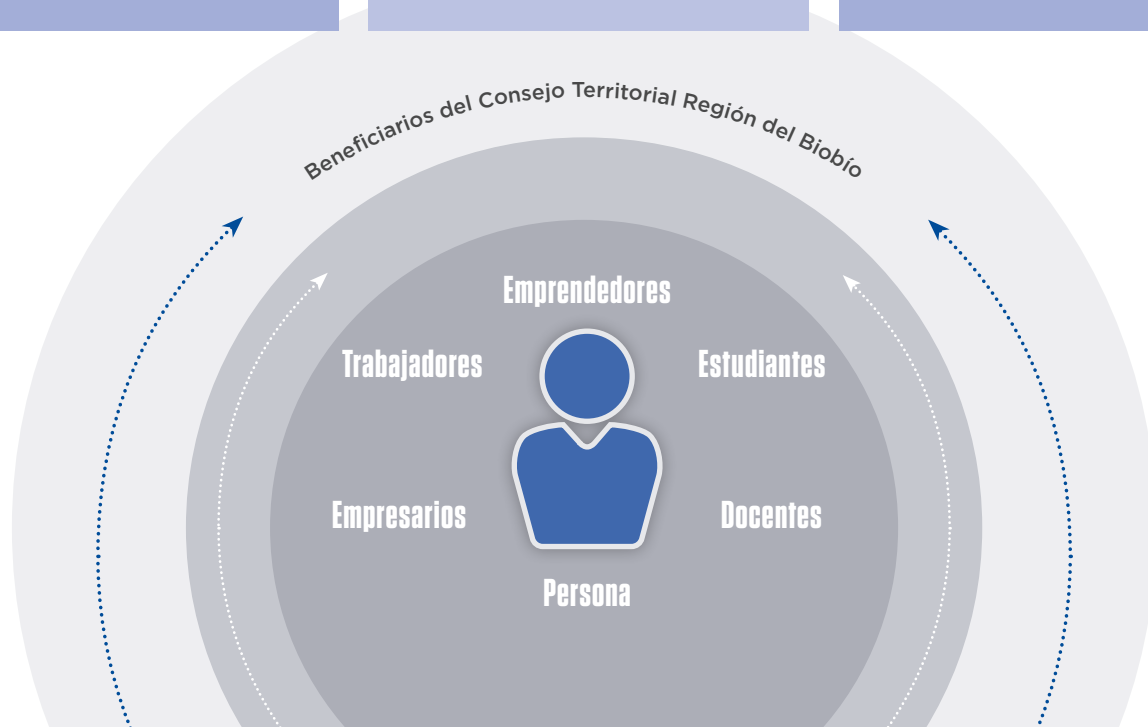 Beneficiarios del Consejo Territorial Región del Biobío
Emprendedores
Trabajadores
Estudiantes
Empresarios
Docentes
Persona